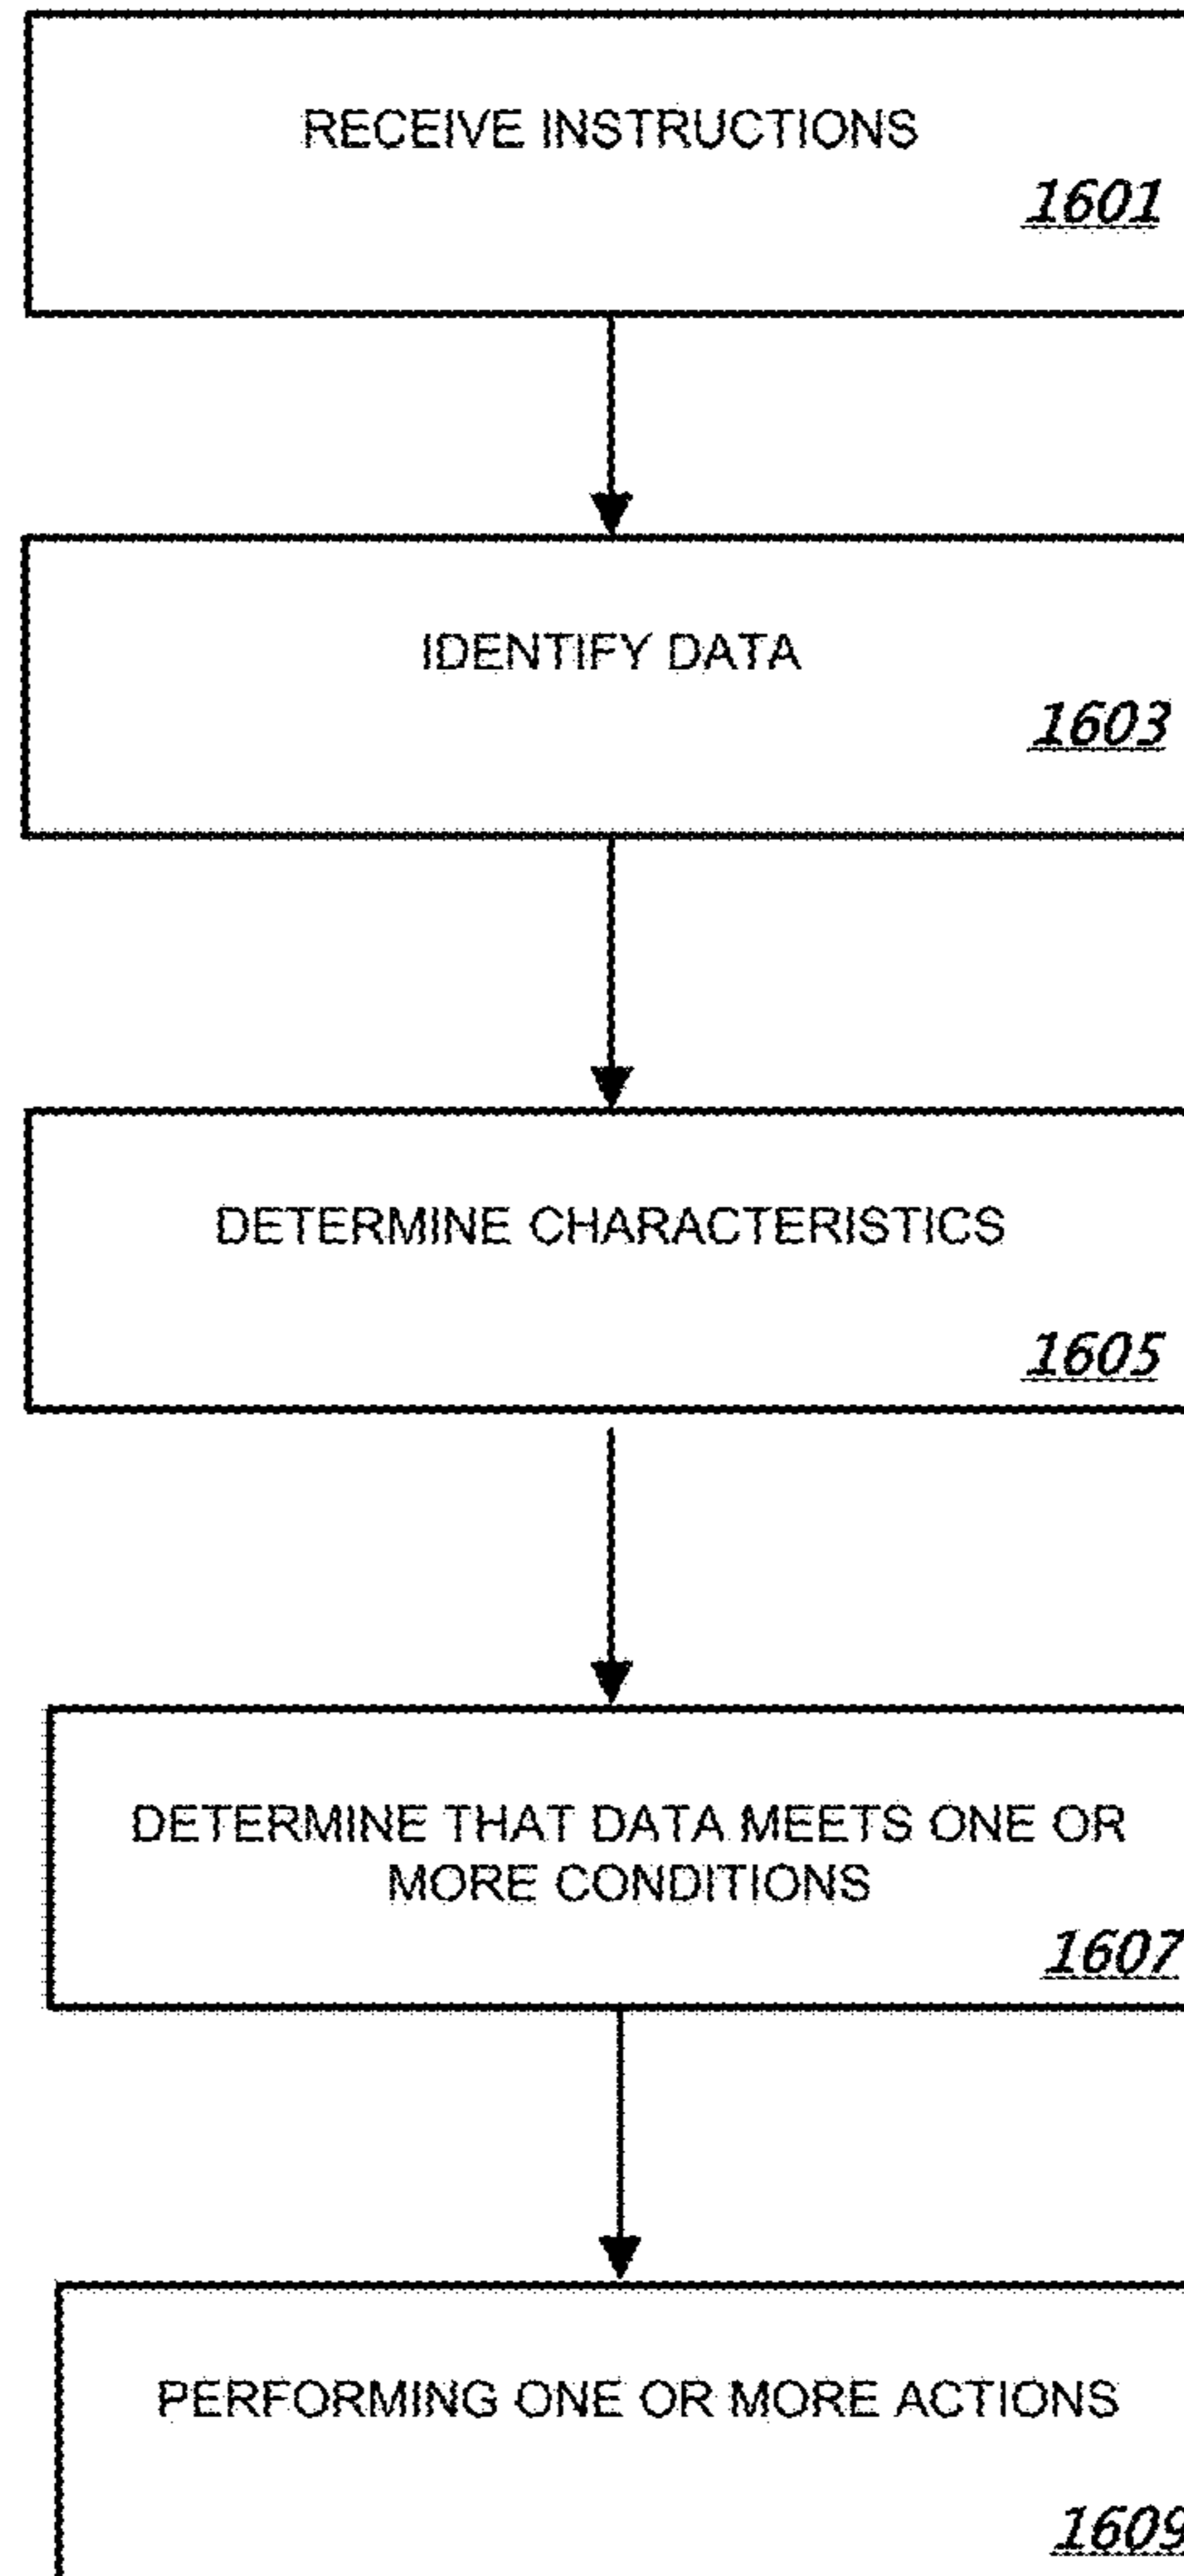 RECEIVE INSTRUCTIONS
1601
IDENTIFY DATA
1603
DETERMINE CHARACTERISTICS
1605
DETERMINE THAT DATA MEETS ONE OR
MORE CONDITIONS
1607
PERFORMING ONE OR MORE ACTIONS
1609